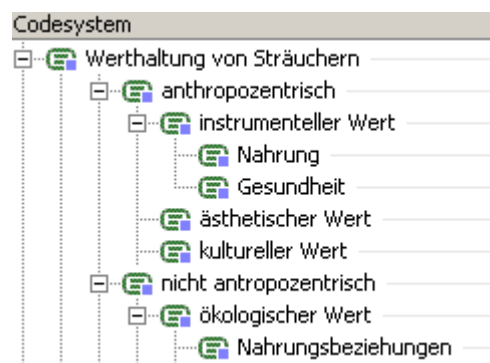 Codesystem
Werthaltung von Sträuchern
anthropozentrisch
instrumenteller Wert
Nahrung
Gesundheit
ästhetischer Wert
kultureller Wert
nicht antropozentrisch
ökologischer Wert
Nahrungsbeziehungen